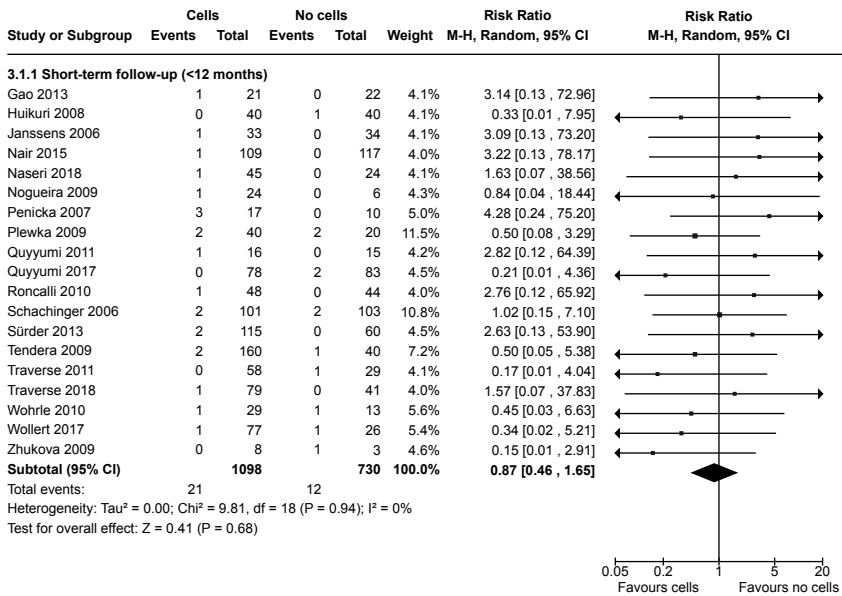 Cells No cells Risk Ratio Risk Ratio
Study or Subgroup Events Total Events Total Weight M-H, Random, 95% CI M-H, Random, 95% CI
3.1.1 Short-term follow-up (<12 months)
Gao 2013 1 21 0 22 4.1% 3.14 [0.13 , 72.96]
Huikuri 2008 0 40 1 40 4.1% 0.33 [0.01 , 7.95]
Janssens 2006 1 33 0 34 4.1% 3.09 [0.13 , 73.20]
Nair 2015 1 109 0 117 4.0% 3.22 [0.13 , 78.17]
Naseri 2018 1 45 0 24 4.1% 1.63 [0.07 , 38.56]
Nogueira 2009 1 24 0 6 4.3% 0.84 [0.04 , 18.44]
Penicka 2007 3 17 0 10 5.0% 4.28 [0.24 , 75.20]
Plewka 2009 2 40 2 20 11.5% 0.50 [0.08 , 3.29]
Quyyumi 2011 1 16 0 15 4.2% 2.82 [0.12 , 64.39]
Quyyumi 2017 0 78 2 83 4.5% 0.21 [0.01 , 4.36]
Roncalli 2010 1 48 0 44 4.0% 2.76 [0.12 , 65.92]
Schachinger 2006 2 101 2 103 10.8% 1.02 [0.15 , 7.10]
Sürder 2013 2 115 0 60 4.5% 2.63 [0.13 , 53.90]
Tendera 2009 2 160 1 40 7.2% 0.50 [0.05 , 5.38]
Traverse 2011 0 58 1 29 4.1% 0.17 [0.01 , 4.04]
Traverse 2018 1 79 0 41 4.0% 1.57 [0.07 , 37.83]
Wohrle 2010 1 29 1 13 5.6% 0.45 [0.03 , 6.63]
Wollert 2017 1 77 1 26 5.4% 0.34 [0.02 , 5.21]
Zhukova 2009 0 8 1 3 4.6% 0.15 [0.01 , 2.91]
Subtotal (95% CI) 1098 730 100.0% 0.87 [0.46 , 1.65]
Total events: 21 12
Heterogeneity: Tau² = 0.00; Chi² = 9.81, df = 18 (P = 0.94); I² = 0%
Test for overall effect: Z = 0.41 (P = 0.68)
0.05 0.2 1 5 20
Favours cells Favours no cells